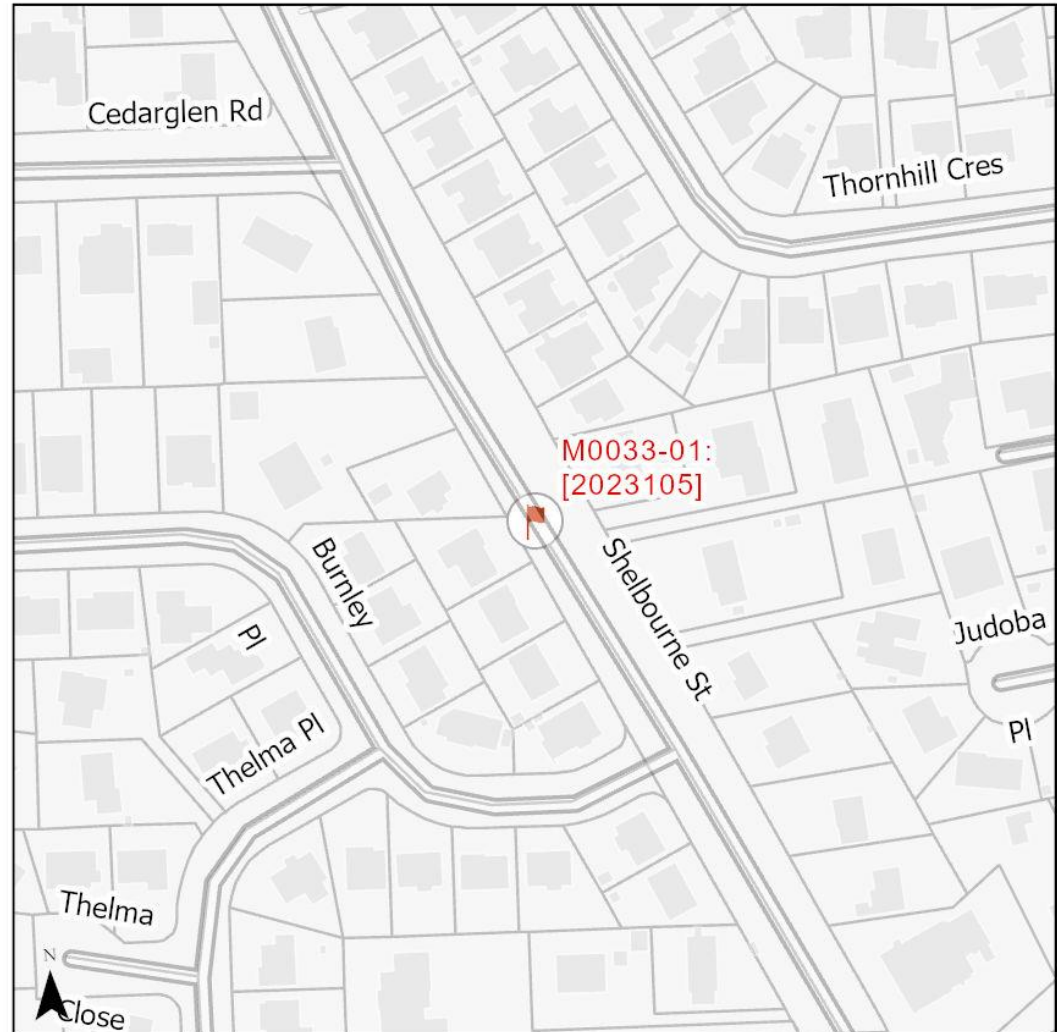 Cedarglen Rd
Thornhill Cres
M0033-01:
[2023105]
Burnley
Pl
Shelbourne St
Judoba
Pl
Thelma Pl
Thelma
Close
N